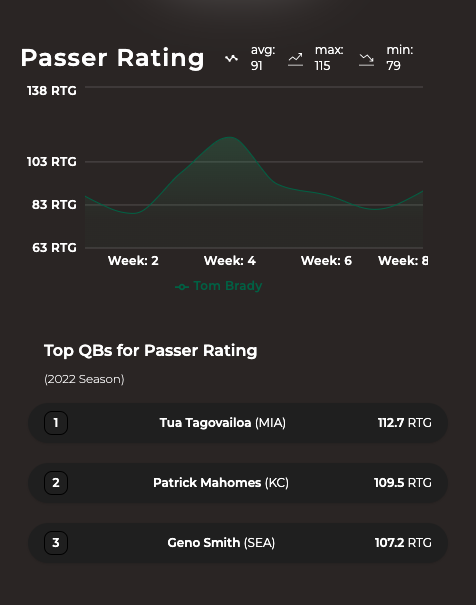 Passer Rating
avg:
91
max:
115
min:
79
138 RTG
103 RTG
83 RTG
63 RTG
Week: 2 Week: 4 Week: 6 Week: 8
Tom Brady
Top QBs for Passer Rating
(2022 Season)
1 Tua Tagovailoa (MIA) 112.7 RTG
2 Patrick Mahomes (KC) 109.5 RTG
3 Geno Smith (SEA) 107.2 RTG